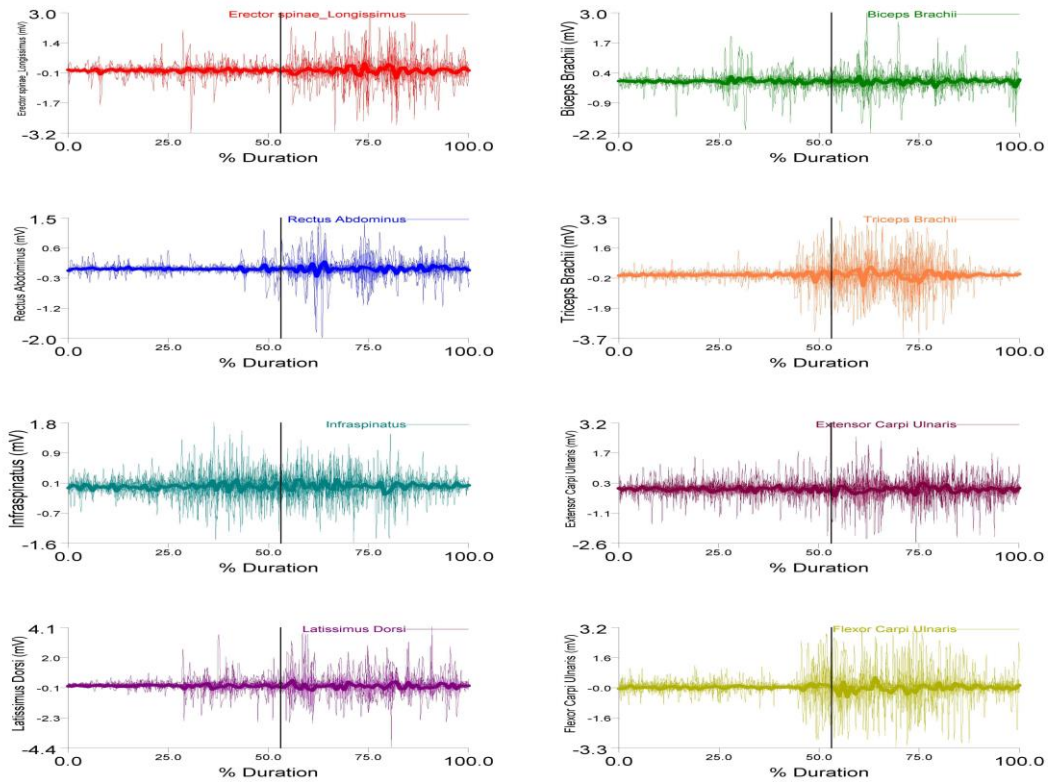 Erector spinae_Longissimus
Erector spinae_Longissimus (mV)
3.0
1.4
-0.1
-1.7
-3.2
0.0 25.0 50.0 75.0 100.0
% Duration
Biceps Brachii
Biceps Brachii (mV)
3.0
1.7
0.4
-0.9
-2.2
0.0 25.0 50.0 75.0 100.0
% Duration
Rectus Abdominus
Rectus Abdominus (mV)
1.5
0.6
-0.3
-1.2
-2.0
0.0 25.0 50.0 75.0 100.0
% Duration
Triceps Brachii
Triceps Brachii (mV)
3.3
1.6
-0.2
-1.9
-3.7
0.0 25.0 50.0 75.0 100.0
% Duration
Infraspinatus
Infraspinatus (mV)
1.8
0.9
0.1
-0.7
-1.6
0.0 25.0 50.0 75.0 100.0
% Duration
Extensor Carpi Ulnaris
Extensor Carpi Ulnaris (mV)
3.2
1.7
0.3
-1.1
-2.6
0.0 25.0 50.0 75.0 100.0
% Duration
Latissimus Dorsi
Latissimus Dorsi (mV)
4.1
2.0
-0.1
-2.3
-4.4
0.0 25.0 50.0 75.0 100.0
% Duration
Flexor Carpi Ulnaris
Flexor Carpi Ulnaris (mV)
3.2
1.6
-0.0
-1.6
-3.3
0.0 25.0 50.0 75.0 100.0
% Duration